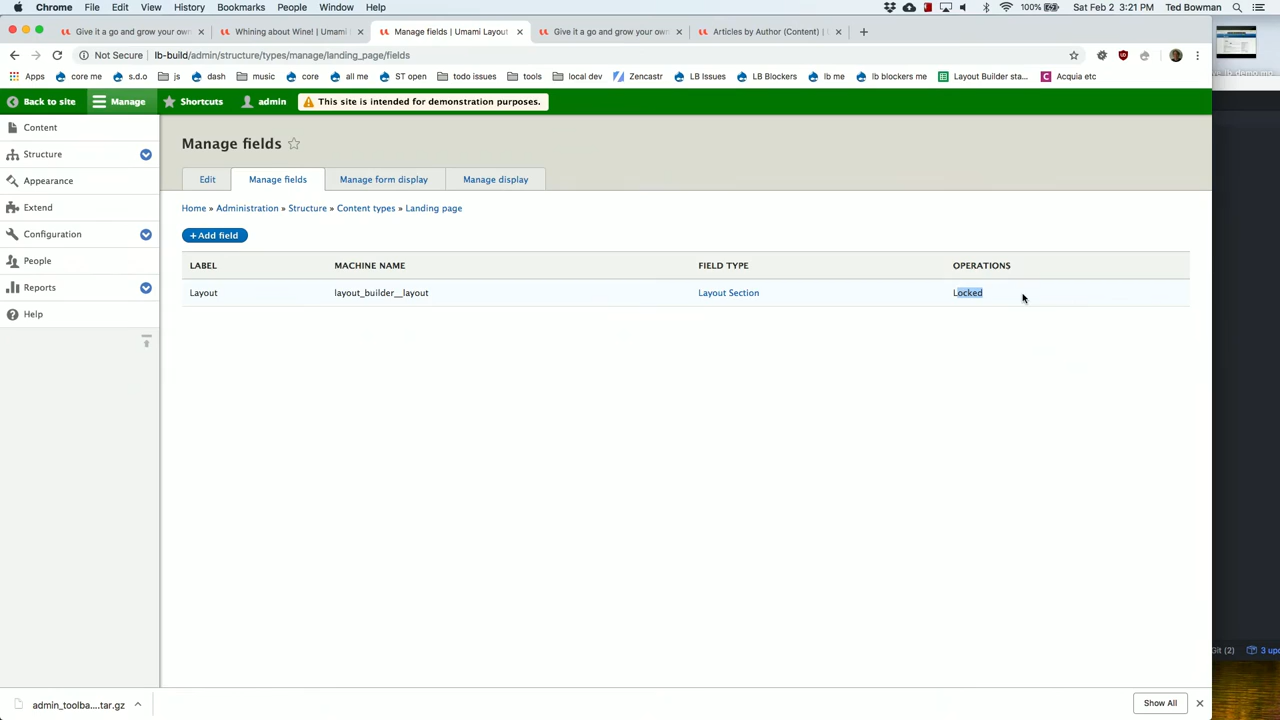 Chrome File Edit View History Bookmarks People Window Help 100% Sat Feb 2 3:21 PM Ted Bowman
Give it a go and grow your own Whining about Wine! | Umami L Manage fields | Umami Layou Give it a go and grow your own Articles by Author (Content) |
Not Secure lb-build/admin/structure/types/manage/landing_page/fields
Apps core me s.d.o js dash music core all me ST open todo issues tools local dev Zencastr LB Issues LB Blockers lb me lb blockers me Layout Builder sta... Acquia etc
Back to site Manage Shortcuts admin This site is intended for demonstration purposes.
Content
Structure
Appearance
Extend
Configuration
People
Reports
Help
Manage fields
Edit Manage fields Manage form display Manage display
Home » Administration » Structure » Content types » Landing page
+ Add field
LABEL MACHINE NAME FIELD TYPE OPERATIONS
Layout layout_builder__layout Layout Section Locked
Git (2) 3 up
admin_toolba....tar.gz Show All